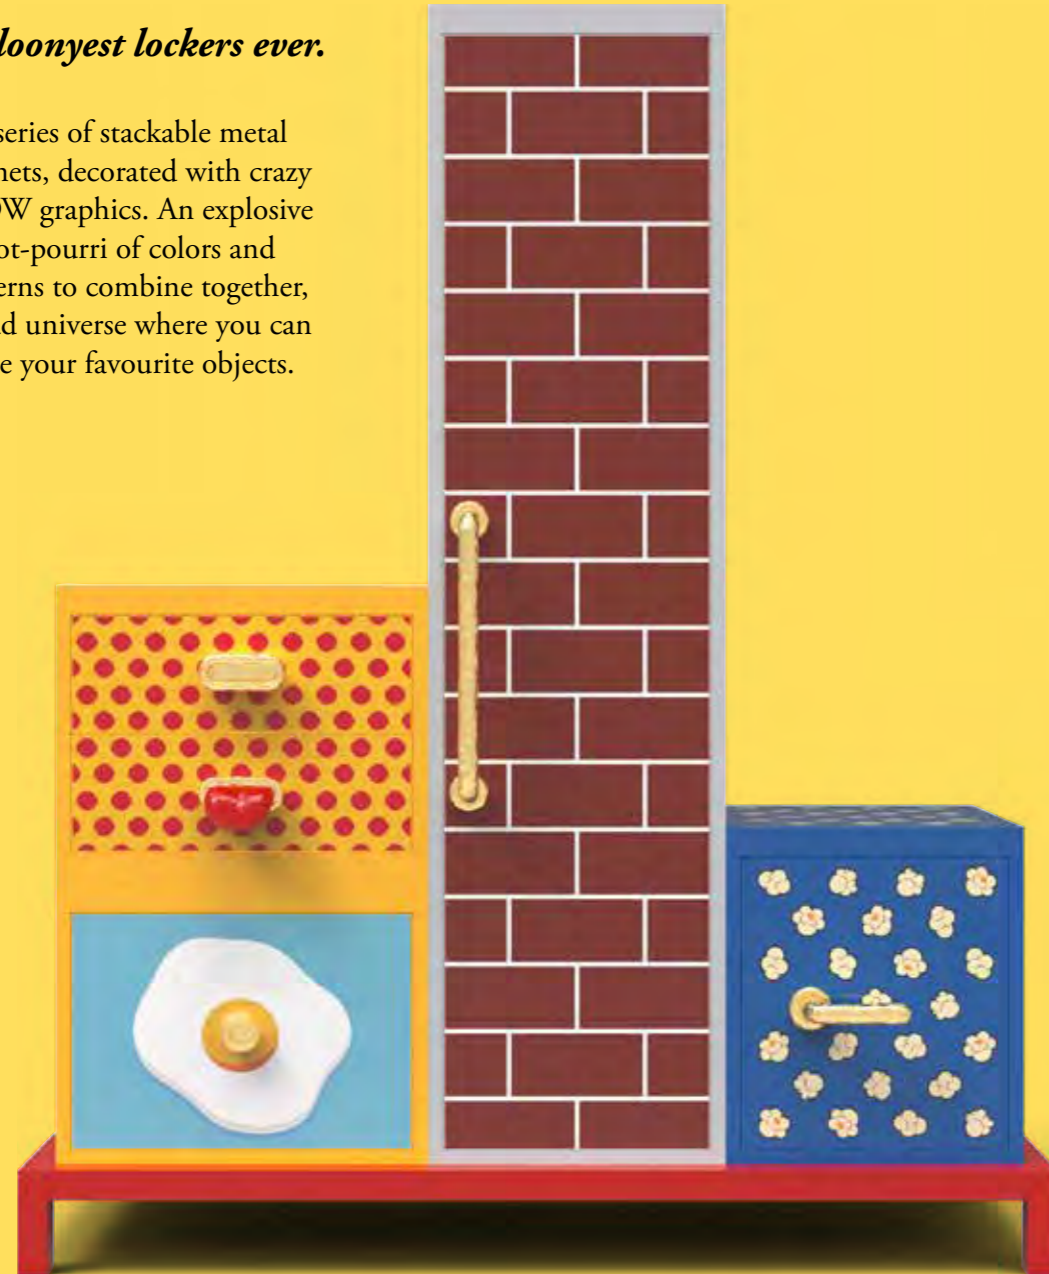 loonyest lockers ever.
series of stackable metal
nets, decorated with crazy
OW graphics. An explosive
ot-pourri of colors and
erns to combine together,
d universe where you can
e your favourite objects.